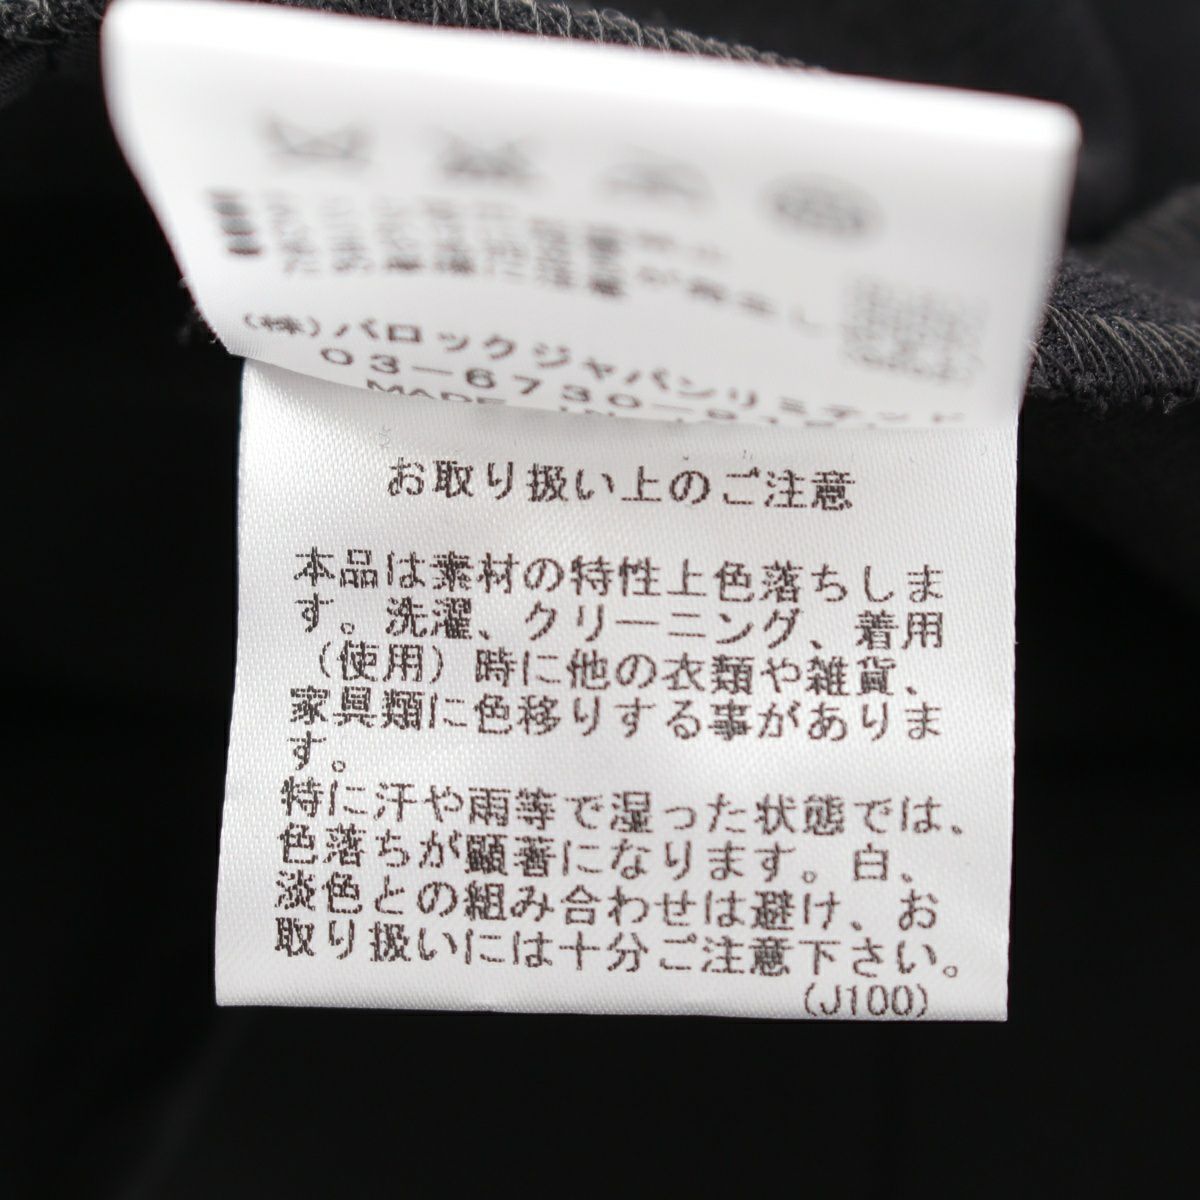 (株)バロックジャパンリミテッド
03-6730-9191
MADE IN
お取り扱い上のご注意
本品は素材の特性上色落ちしま
す。洗濯、クリーニング、着用
(使用)時に他の衣類や雑貨、
家具類に色移りする事がありま
す。
特に汗や雨等で湿った状態では、
色落ちが顕著になります。白、
淡色との組み合わせは避け、お
取り扱いには十分ご注意下さい。
(J100)